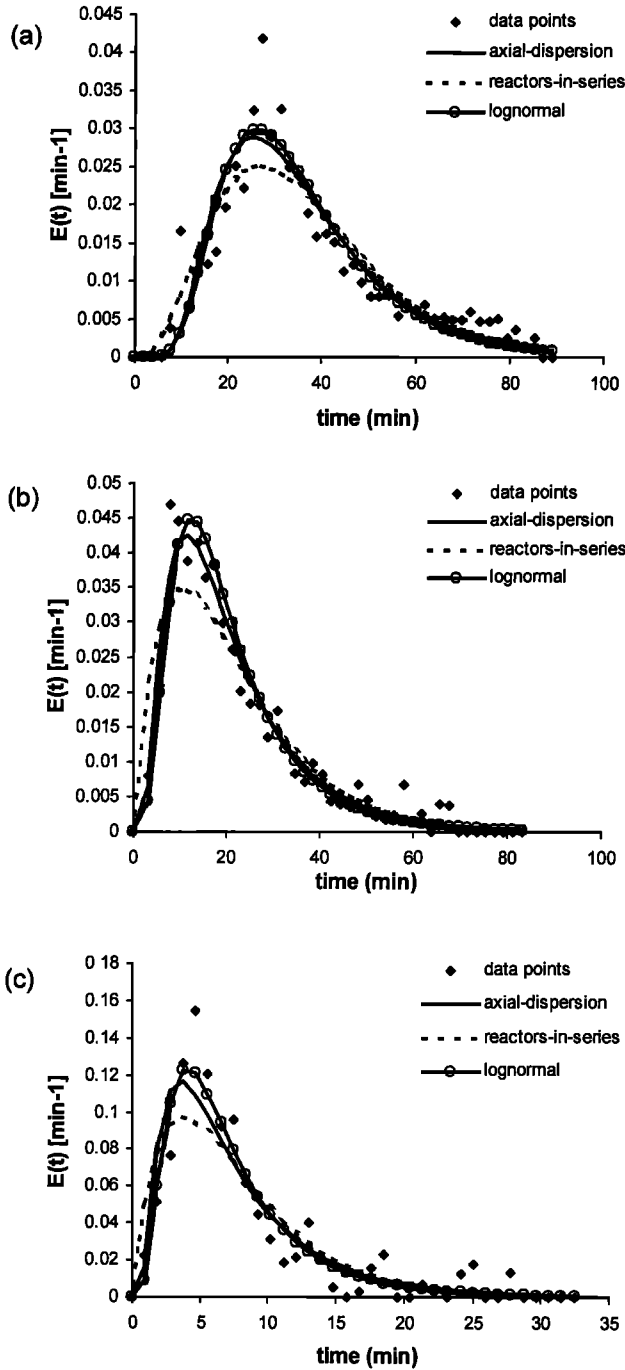 (a)
0.045
0.04
0.035
0.03
0.025
0.02
0.015
0.01
0.005
0
E(t) [min-1]
0
20
40
60
80
100
time (min)
data points
axial-dispersion
reactors-in-series
lognormal
(b)
0.05
0.045
0.04
0.035
0.03
0.025
0.02
0.015
0.01
0.005
0
E(t) [min-1]
0
20
40
60
80
100
time (min)
data points
axial-dispersion
reactors-in-series
lognormal
(c)
0.18
0.16
0.14
0.12
0.1
0.08
0.06
0.04
0.02
0
E(t) [min-1]
0
5
10
15
20
25
30
35
time (min)
data points
axial-dispersion
reactors-in-series
lognormal